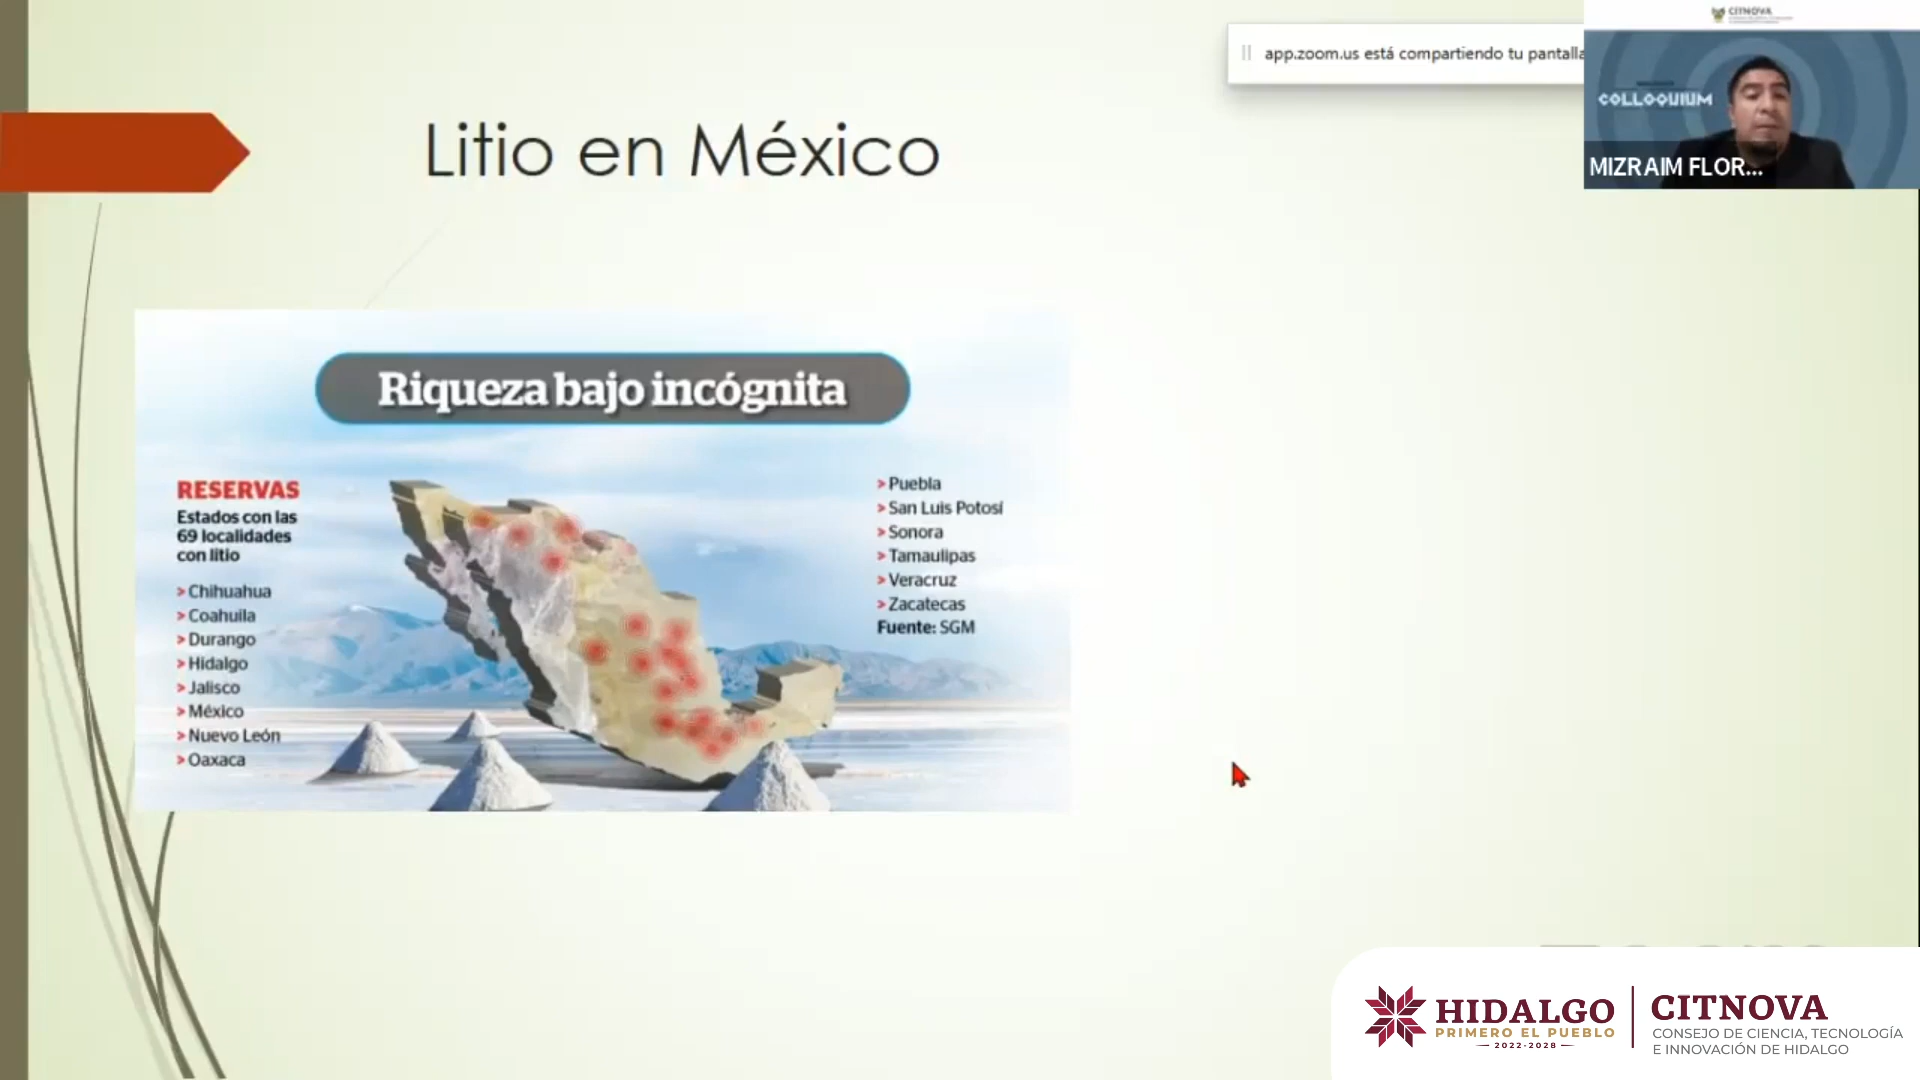 app.zoom.us está compartiendo tu pantalla
CITNOVA
COLLOQUIUM
MIZRAIM FLOR...
Litio en México
Riqueza bajo incógnita
RESERVAS
Estados con las
69 localidades
con litio
> Chihuahua
> Coahuila
> Durango
> Hidalgo
> Jalisco
> México
> Nuevo León
> Oaxaca
> Puebla
> San Luis Potosí
> Sonora
> Tamaulipas
> Veracruz
> Zacatecas
Fuente: SGM
HIDALGO
PRIMERO EL PUEBLO
2022-2028
CITNOVA
CONSEJO DE CIENCIA, TECNOLOGÍA
E INNOVACIÓN DE HIDALGO